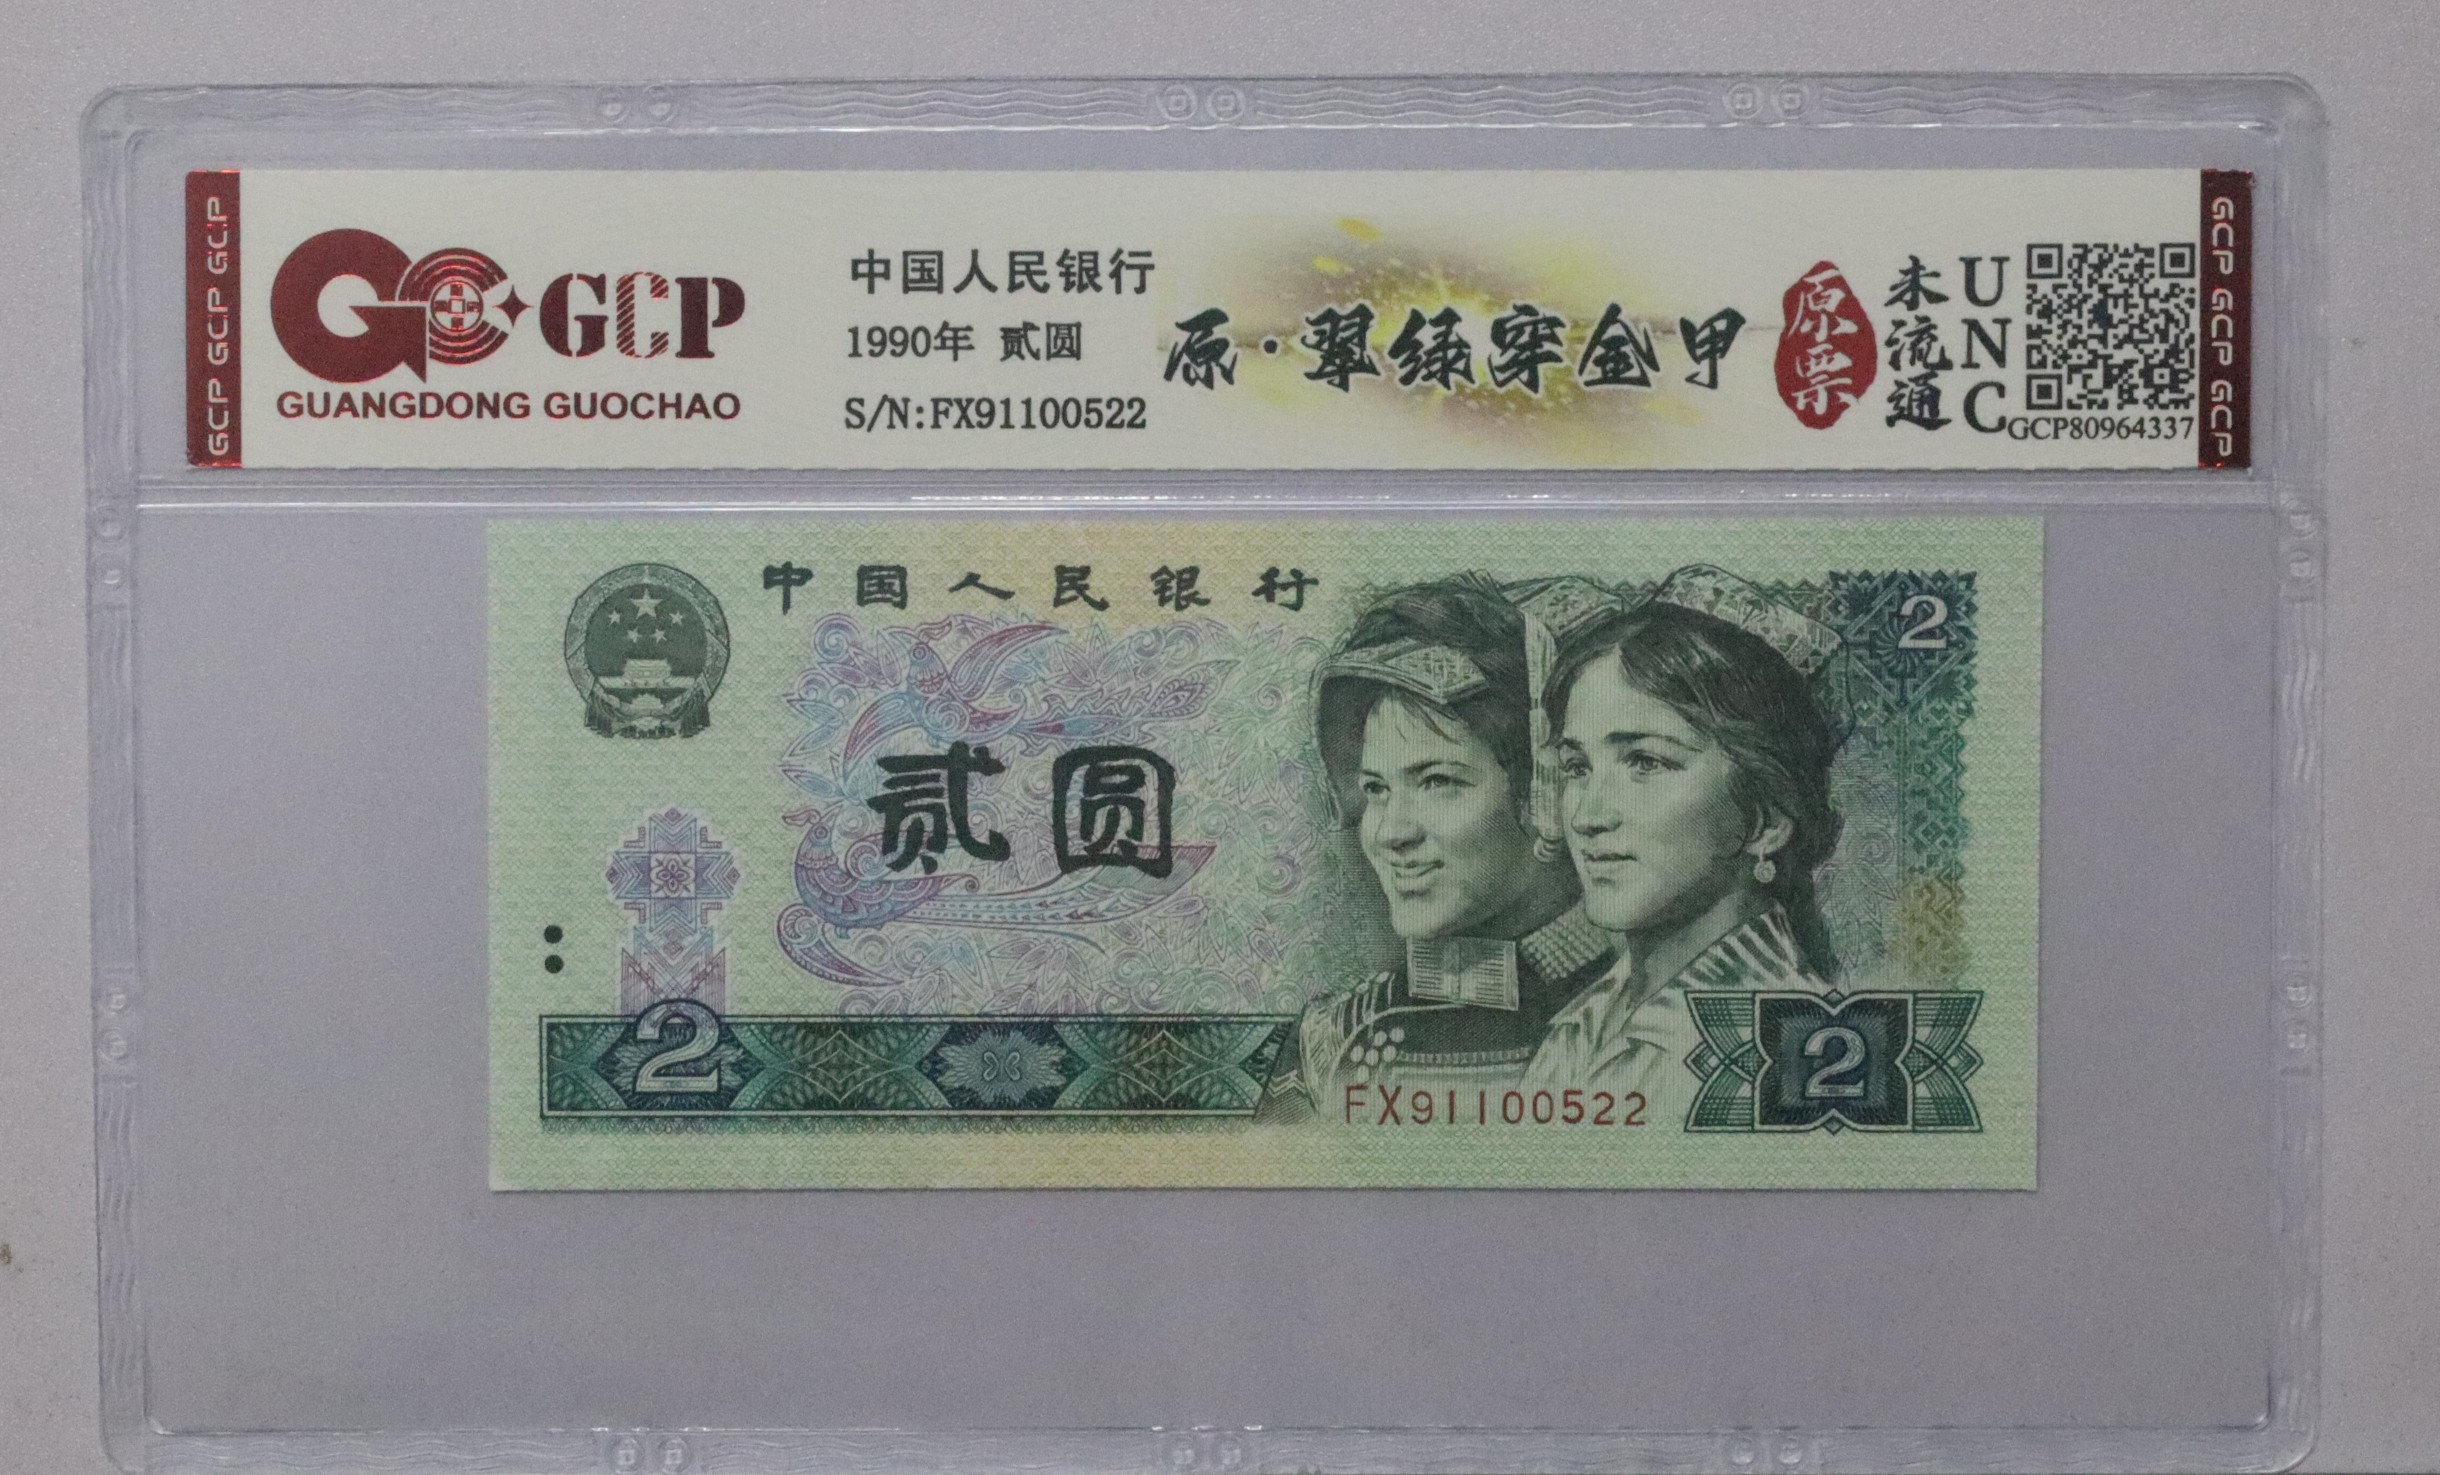 GCP GCP GCP
GCP
GUANGDONG GUOCHAO
中国人民银行
1990年 贰圆
S/N:FX91100522
原·翠绿穿金甲
原票
未流通
UNC
GCP80964337
GCP GCP GCP
中国人民银行
2
贰圆
2
FX91100522
2